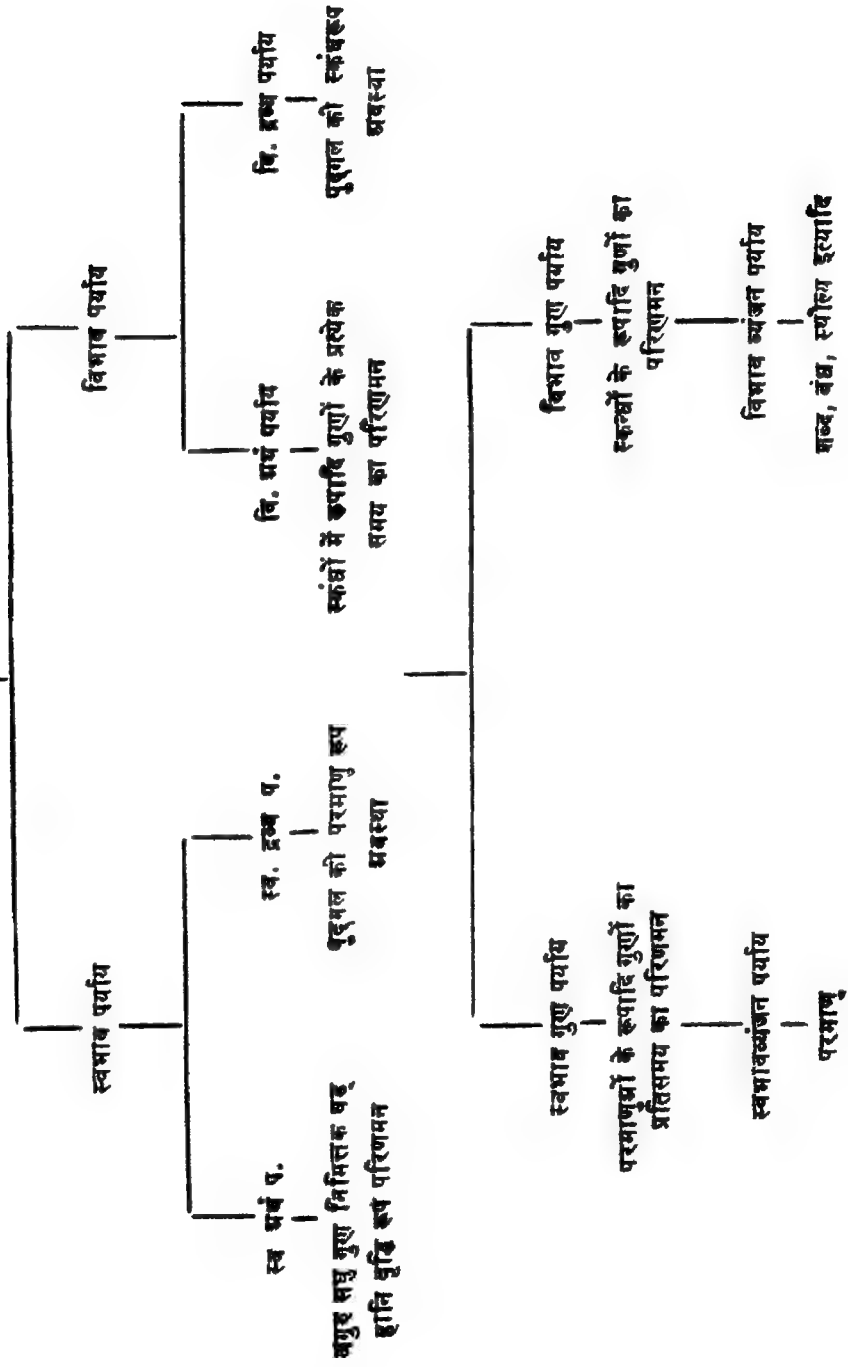 स्वभाव पर्याय
विभाव पर्याय
स्व अर्थ प.
अगुरु लघु गुण निमित्तक षड्
हानि वृद्धि रूप परिणमन
स्व. द्रव्य प.
पुद्गल की परमाणु रूप
अवस्था
वि. अर्थ पर्याय
स्कंधों में रूपादि गुणों के प्रत्येक
समय का परिणमन
वि. द्रव्य पर्याय
पुद्गल की स्कंधरूप
अवस्था
स्वभाव गुण पर्याय
परमाणुओं के रूपादि गुणों का
प्रतिसमय का परिणमन
स्वभावव्यंजन पर्याय
परमाणु
विभाव गुण पर्याय
स्कन्धों के रूपादि गुणों का
परिणमन
विभाव व्यंजन पर्याय
शब्द, बंध, स्थौल्य इत्यादि